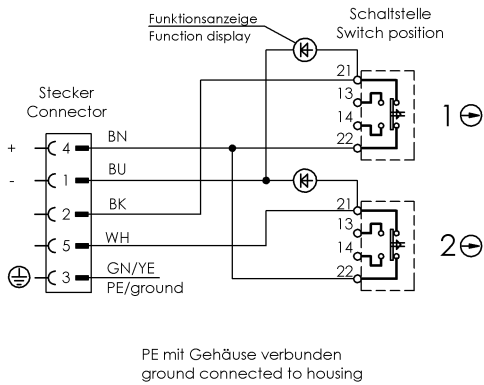 Funktionsanzeige
Function display
Schaltstelle
Switch position
Stecker
Connector
21
13
14
22
1
+
4
BN
-
1
BU
2
BK
5
WH
3
GN/YE
PE/ground
21
13
14
22
2
PE mit Gehäuse verbunden
ground connected to housing